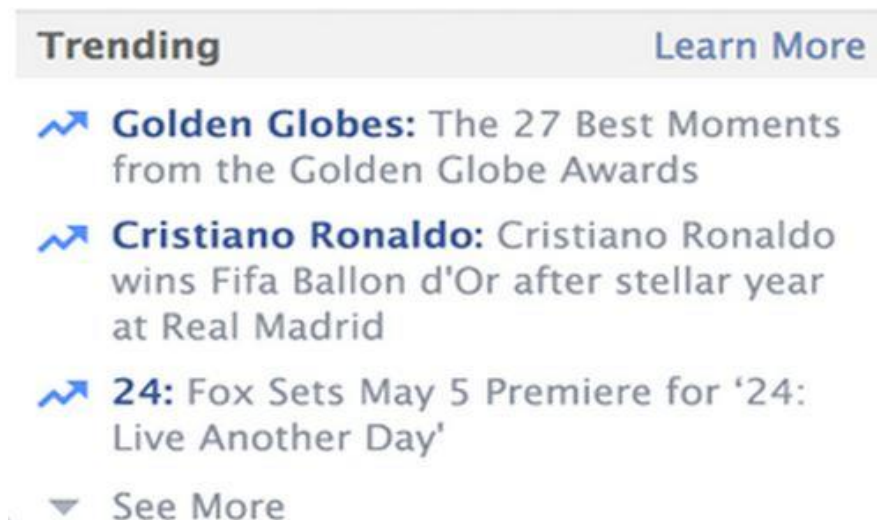 Trending Learn More
Golden Globes: The 27 Best Moments
from the Golden Globe Awards
Cristiano Ronaldo: Cristiano Ronaldo
wins Fifa Ballon d'Or after stellar year
at Real Madrid
24: Fox Sets May 5 Premiere for ‘24:
Live Another Day'
See More